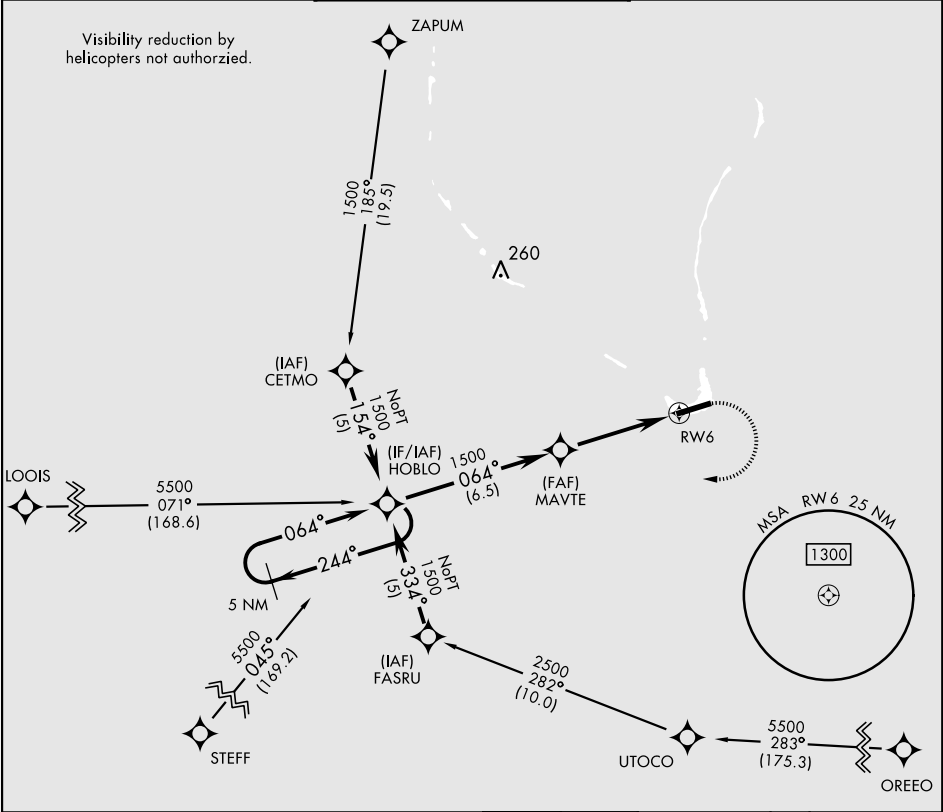 Visibility reduction by
helicopters not authorzied.
ZAPUM
1500
185°
(19.5)
260
(IAF)
CETMO
NoPT
1500
154°
(5)
(IF/IAF)
HOBLO
1500
064°
(6.5)
(FAF)
MAVTE
RW6
LOOIS
5500
071°
(168.6)
064°
244°
5 NM
NoPT
1500
334°
(5)
(IAF)
FASRU
5500
045°
(169.2)
STEFF
2500
282°
(10.0)
UTOCO
5500
283°
(175.3)
OREEO
MSA RW6 25 NM
1300